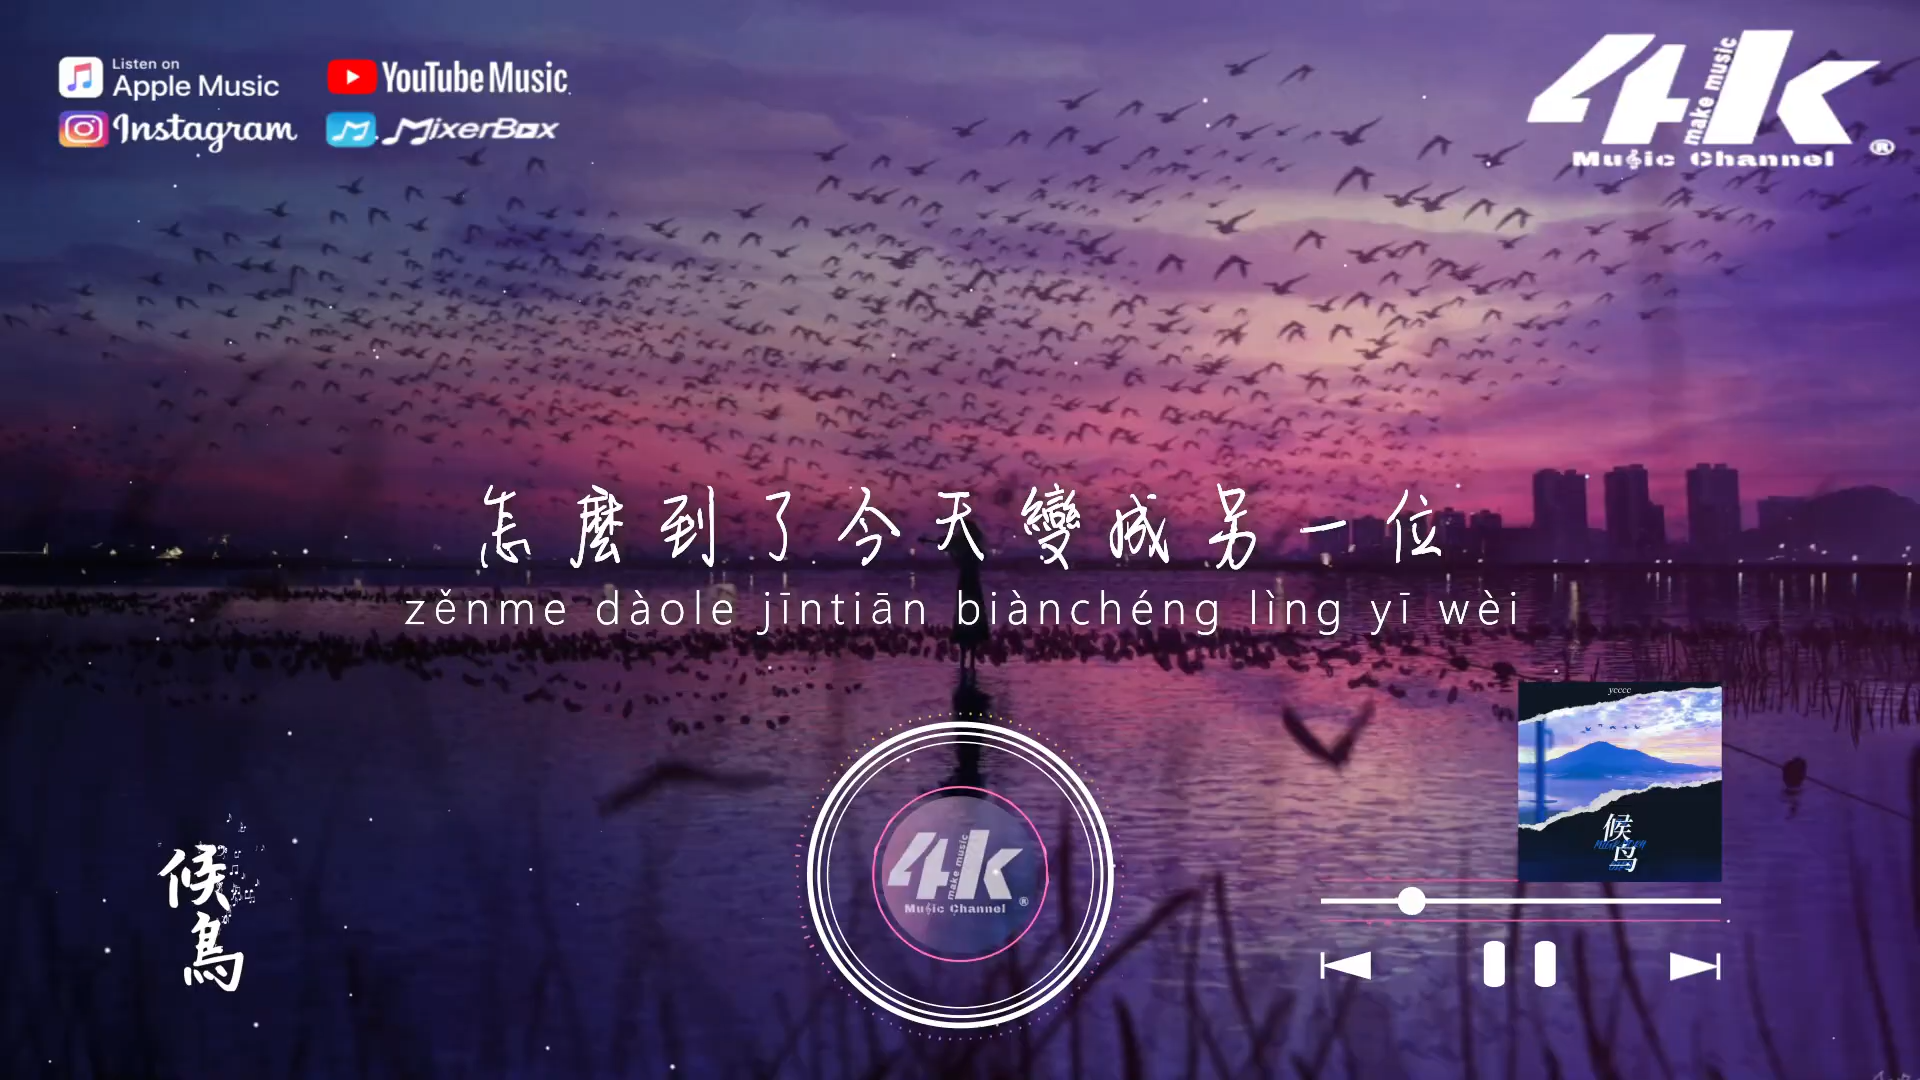 Listen on
Apple Music
YouTube Music
Instagram
MixerBox
4k
make music
Music Channel
®
怎麼到了今天變成另一位
zěnme dàole jīntiān biànchéng lìng yī wèi
ycccc
候鸟
4k
make music
Music Channel
®
候鳥